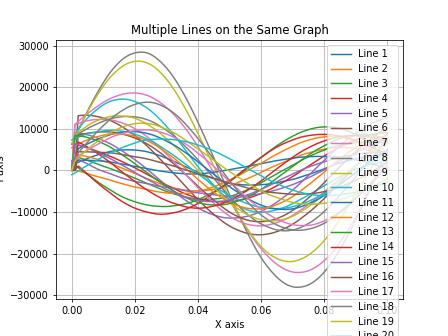 Multiple Lines on the Same Graph
30000
20000
10000
0
-10000
-20000
-30000
0.00
0.02
0.04
0.06
X axis
Line 1
Line 2
Line 3
Line 4
Line 5
Line 6
Line 7
Line 8
Line 9
Line 10
Line 11
Line 12
Line 13
Line 14
Line 15
Line 16
Line 17
Line 18
Line 19
Line 20